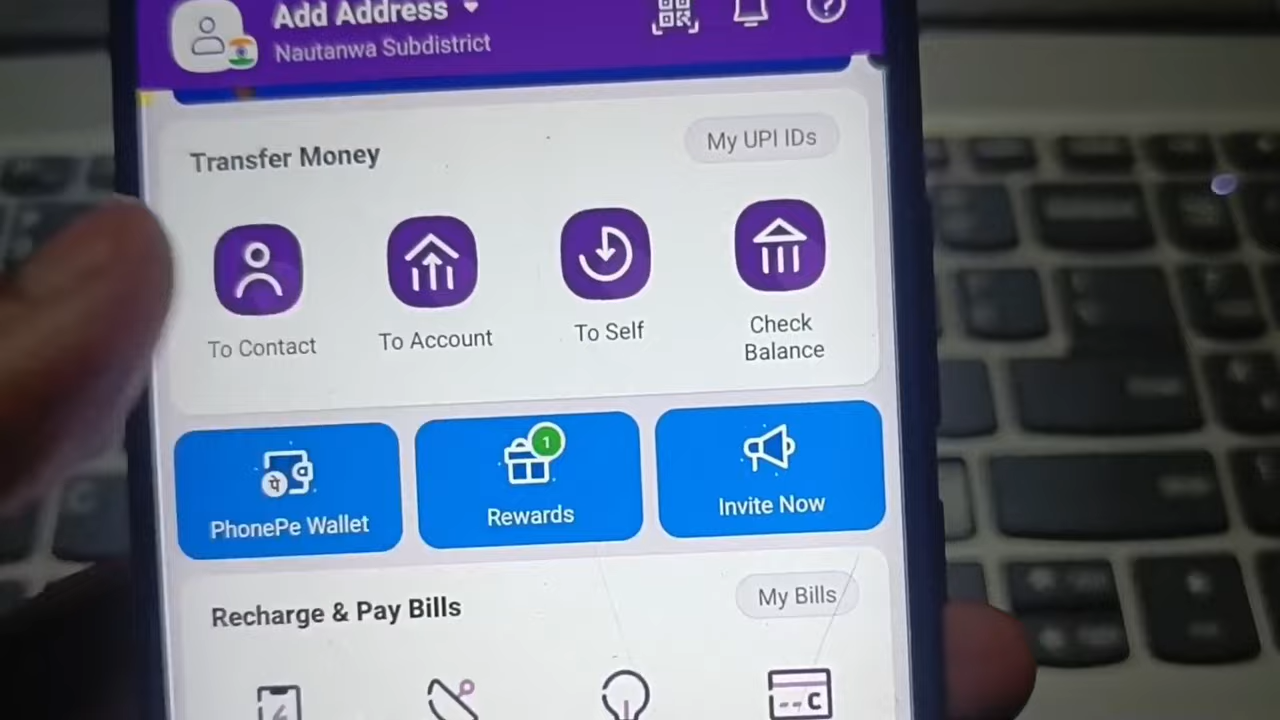 Add Address
Nautanwa Subdistrict
Transfer Money
My UPI IDs
To Contact
To Account
To Self
Check
Balance
पे
PhonePe Wallet
1
Rewards
Invite Now
Recharge & Pay Bills
My Bills
C